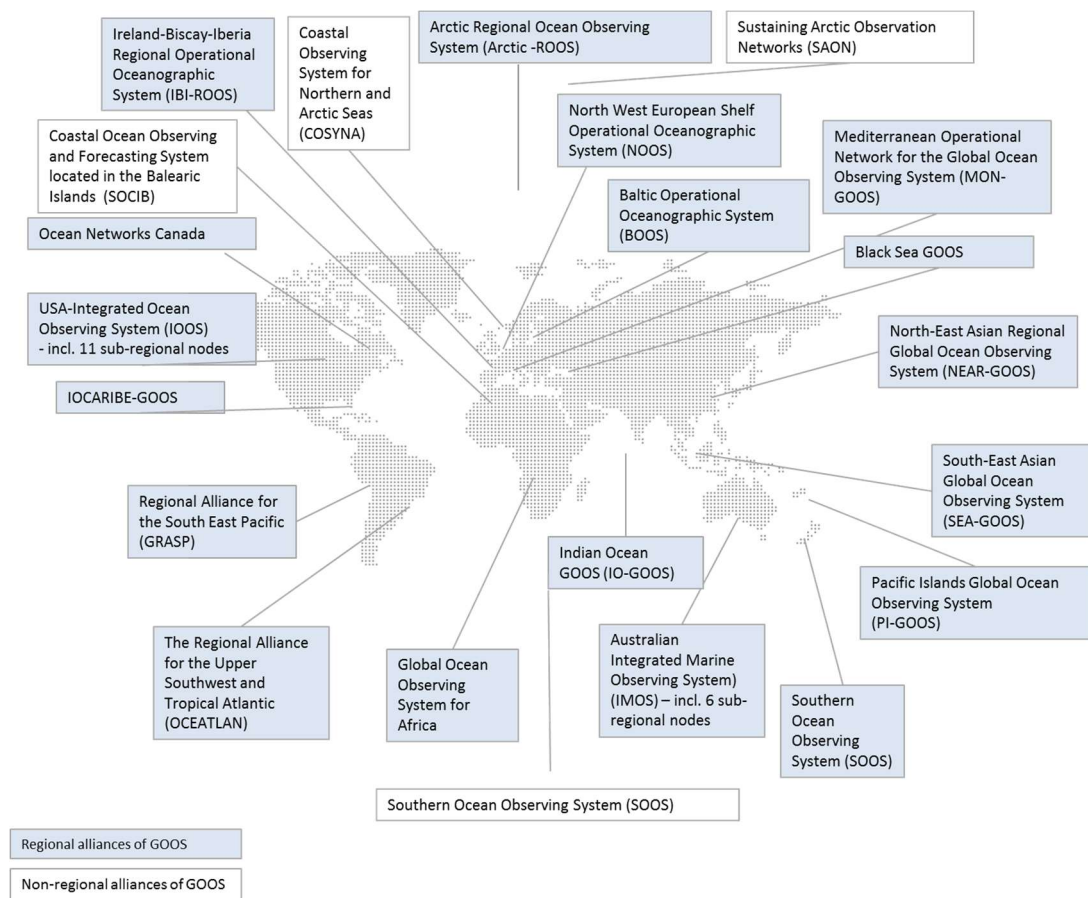 Ireland-Biscay-Iberia
Regional Operational
Oceanographic
System (IBI-ROOS)
Coastal
Observing
System for
Northern and
Arctic Seas
(COSYNA)
Arctic Regional Ocean Observing
System (Arctic -ROOS)
Sustaining Arctic Observation
Networks (SAON)
North West European Shelf
Operational Oceanographic
System (NOOS)
Mediterranean Operational
Network for the Global Ocean
Observing System (MON-
GOOS)
Coastal Ocean Observing
and Forecasting System
located in the Balearic
Islands (SOCIB)
Baltic Operational
Oceanographic System
(BOOS)
Ocean Networks Canada
Black Sea GOOS
USA-Integrated Ocean
Observing System (IOOS)
- incl. 11 sub-regional nodes
North-East Asian Regional
Global Ocean Observing
System (NEAR-GOOS)
IOCARIBE-GOOS
South-East Asian
Global Ocean
Observing System
(SEA-GOOS)
Regional Alliance for
the South East Pacific
(GRASP)
Indian Ocean
GOOS (IO-GOOS)
Pacific Islands Global Ocean
Observing System
(PI-GOOS)
The Regional Alliance
for the Upper
Southwest and
Tropical Atlantic
(OCEATLAN)
Global Ocean
Observing
System for
Africa
Australian
Integrated Marine
Observing System)
(IMOS) – incl. 6 sub-
regional nodes
Southern
Ocean
Observing
System (SOOS)
Southern Ocean Observing System (SOOS)
Regional alliances of GOOS
Non-regional alliances of GOOS